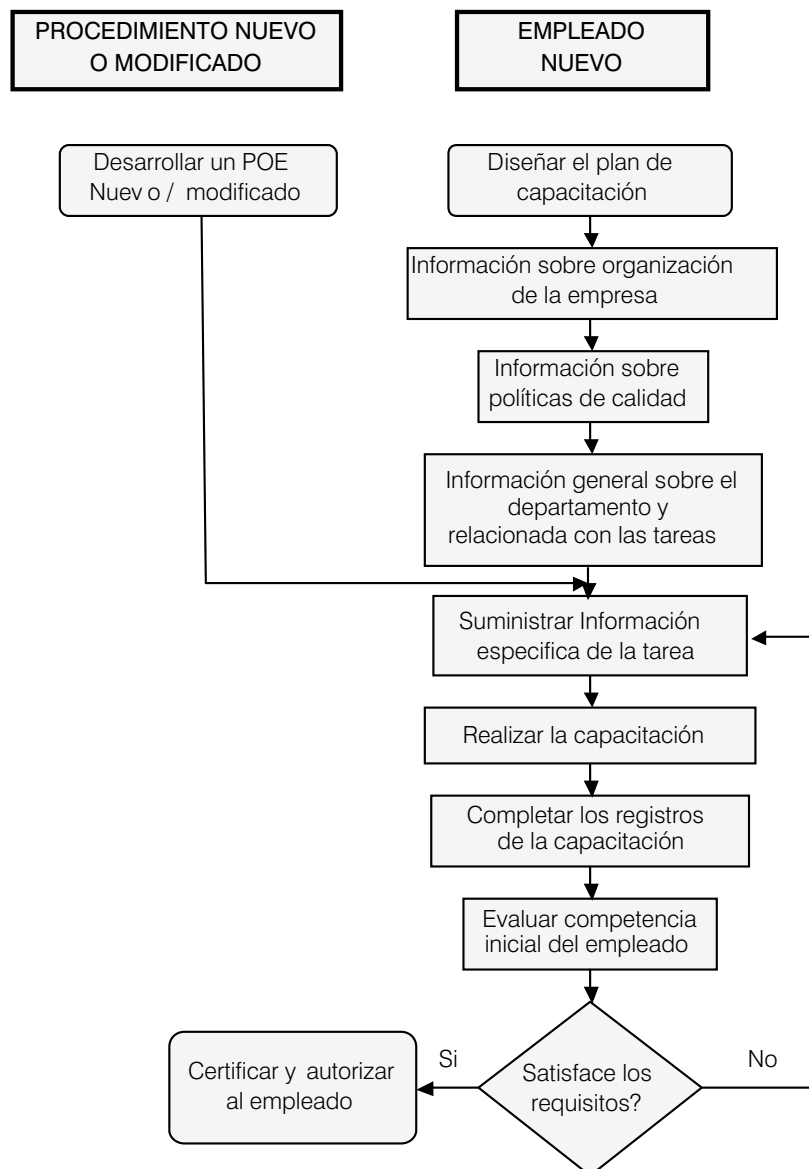 PROCEDIMIENTO NUEVO
O MODIFICADO
EMPLEADO
NUEVO
Desarrollar un POE
Nuevo / modificado
Diseñar el plan de
capacitación
Información sobre organización
de la empresa
Información sobre
políticas de calidad
Información general sobre el
departamento y
relacionada con las tareas
Suministrar Información
especifica de la tarea
Realizar la capacitación
Completar los registros
de la capacitación
Evaluar competencia
inicial del empleado
Certificar y autorizar
al empleado
Si
Satisface los
requisitos?
No